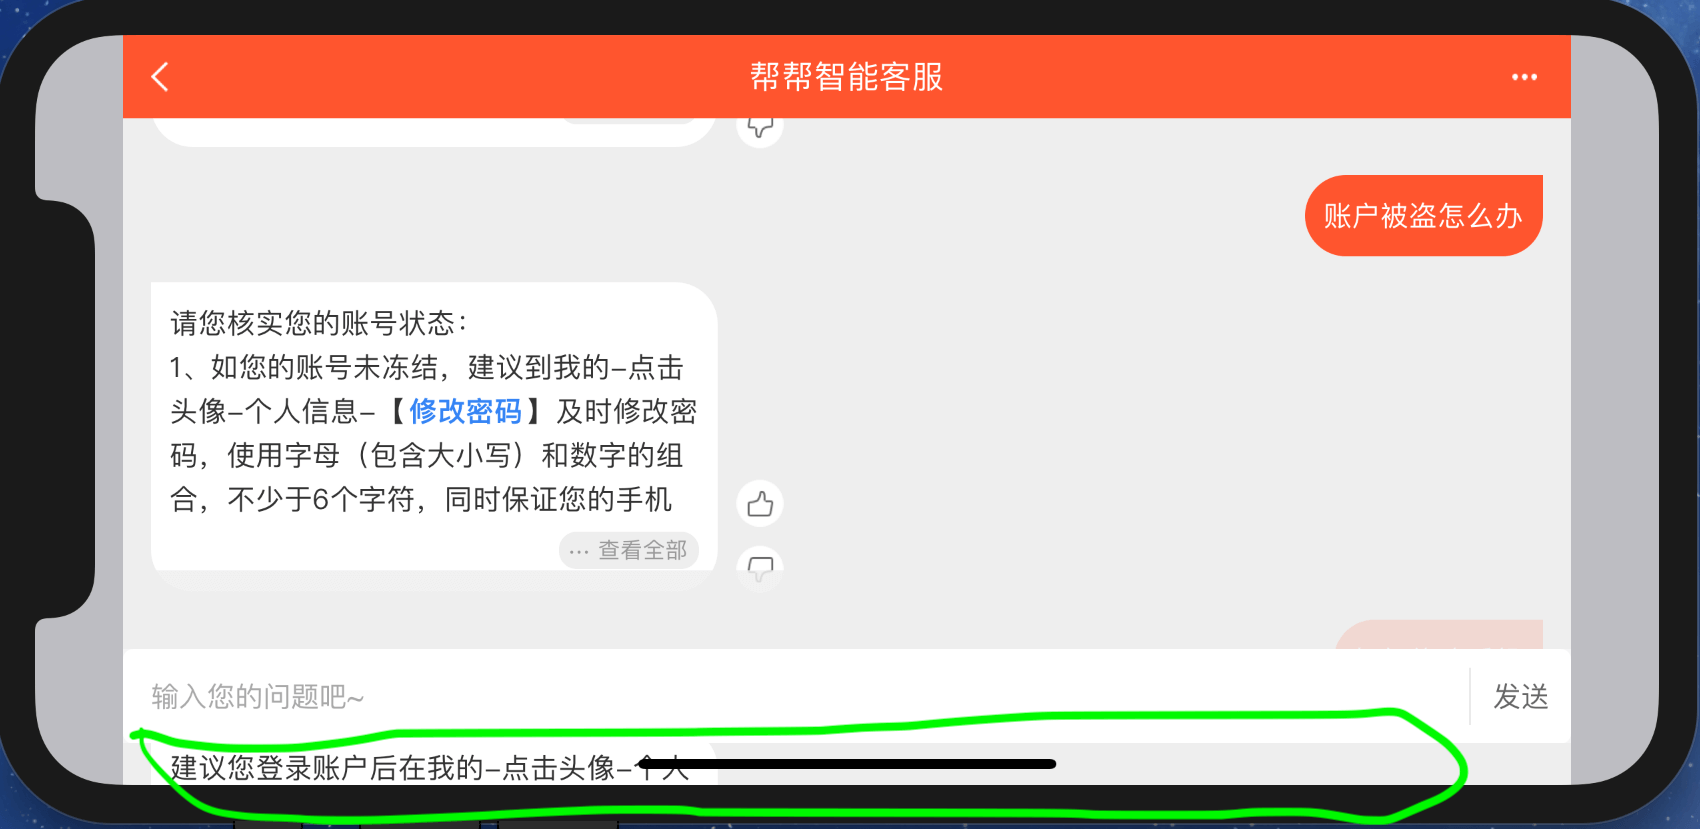 帮帮智能客服
账户被盗怎么办
请您核实您的账号状态：
1、如您的账号未冻结，建议到我的-点击
头像-个人信息-【修改密码】及时修改密
码，使用字母（包含大小写）和数字的组
合，不少于6个字符，同时保证您的手机
... 查看全部
输入您的问题吧~
发送
建议您登录账户后在我的-点击头像-个人